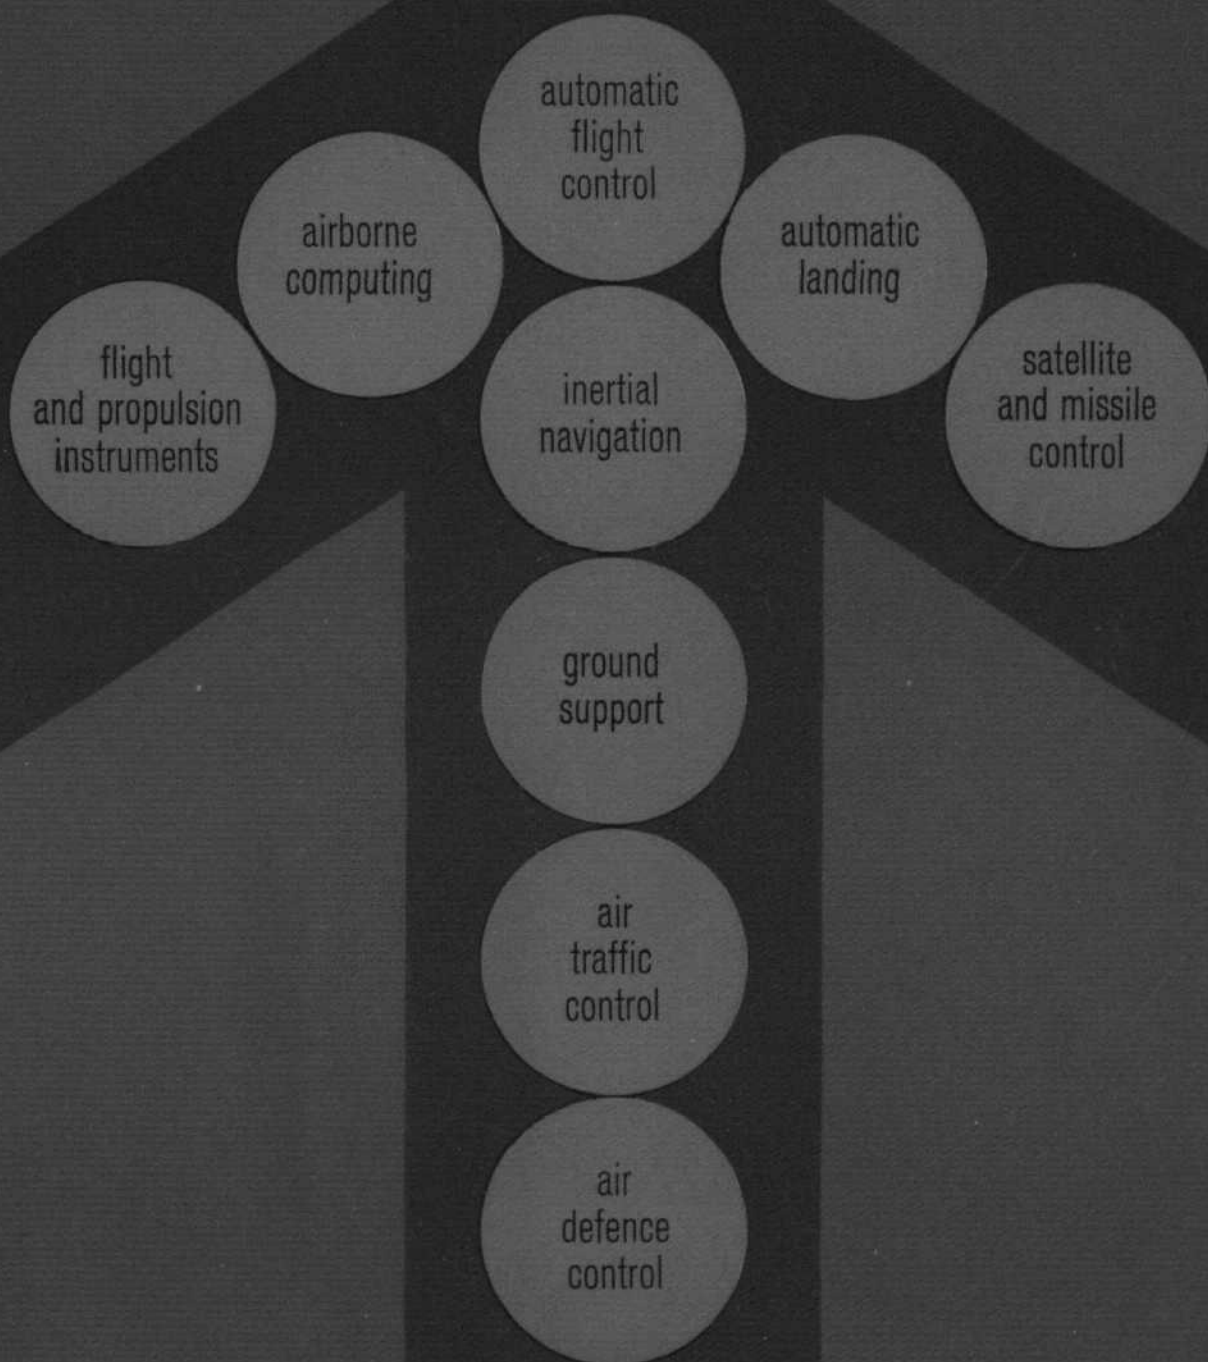 automatic
flight
control
airborne
computing
automatic
landing
flight
and propulsion
instruments
inertial
navigation
satellite
and missile
control
ground
support
air
traffic
control
air
defence
control